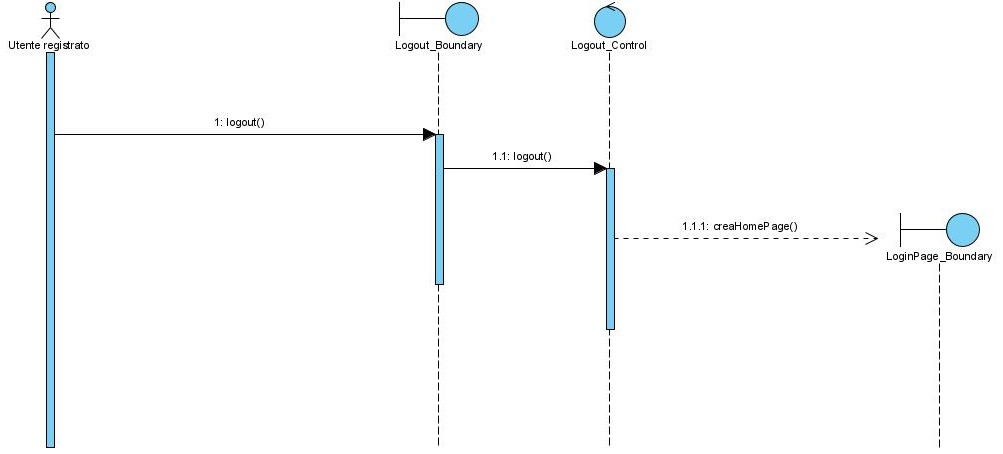 Utente registrato
Logout_Boundary
Logout_Control
1: logout()
1.1: logout()
1.1.1: creaHomePage()
LoginPage_Boundary